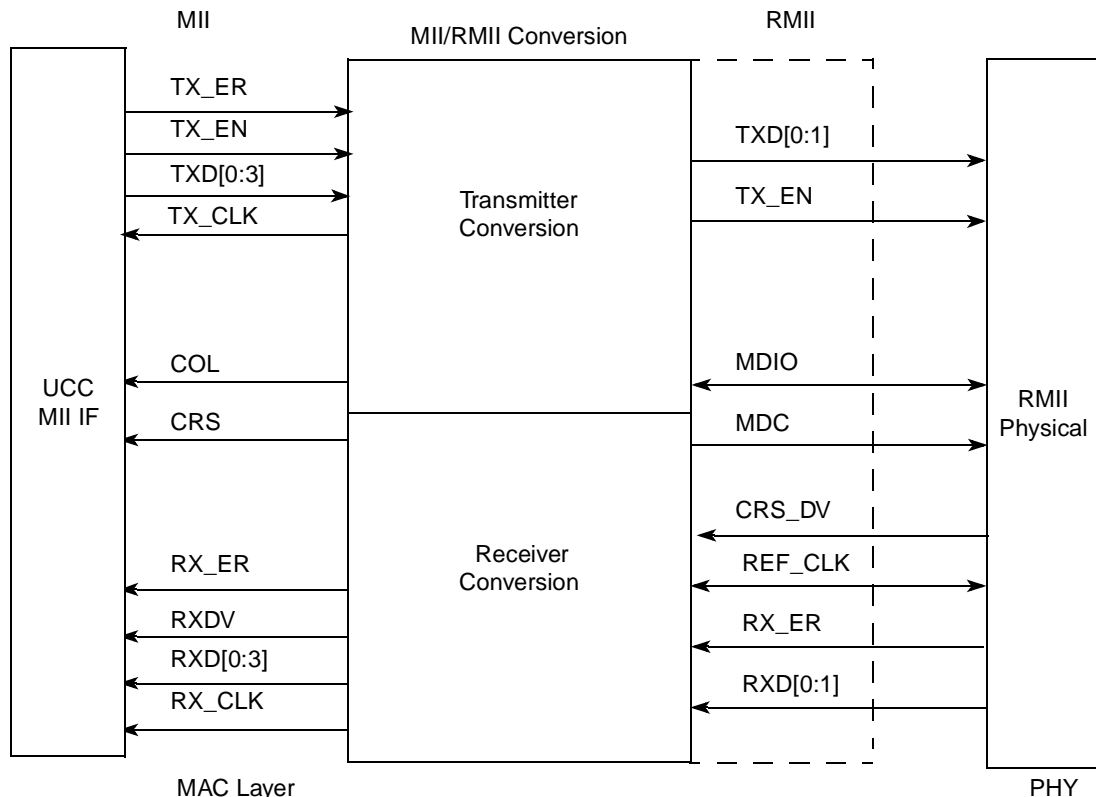 MII
MII/RMII Conversion
RMII
TX_ER
TX_EN
TXD[0:3]
TX_CLK
COL
CRS
RX_ER
RXDV
RXD[0:3]
RX_CLK
UCC
MII IF
Transmitter
Conversion
Receiver
Conversion
TXD[0:1]
TX_EN
MDIO
MDC
CRS_DV
REF_CLK
RX_ER
RXD[0:1]
RMII
Physical
MAC Layer
PHY